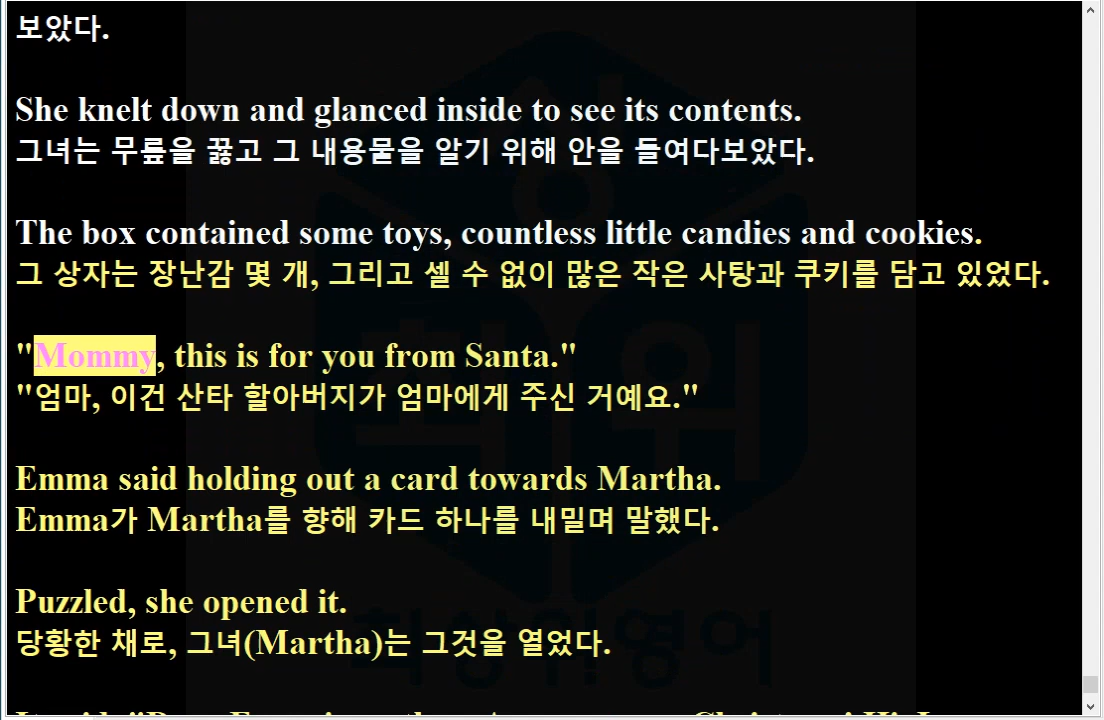 보았다.
She knelt down and glanced inside to see its contents.
그녀는 무릎을 꿇고 그 내용물을 알기 위해 안을 들여다보았다.
The box contained some toys, countless little candies and cookies.
그 상자는 장난감 몇 개, 그리고 셀 수 없이 많은 작은 사탕과 쿠키를 담고 있었다.
"Mommy, this is for you from Santa."
"엄마, 이건 산타 할아버지가 엄마에게 주신 거예요."
Emma said holding out a card towards Martha.
Emma가 Martha를 향해 카드 하나를 내밀며 말했다.
Puzzled, she opened it.
당황한 채로, 그녀(Martha)는 그것을 열었다.